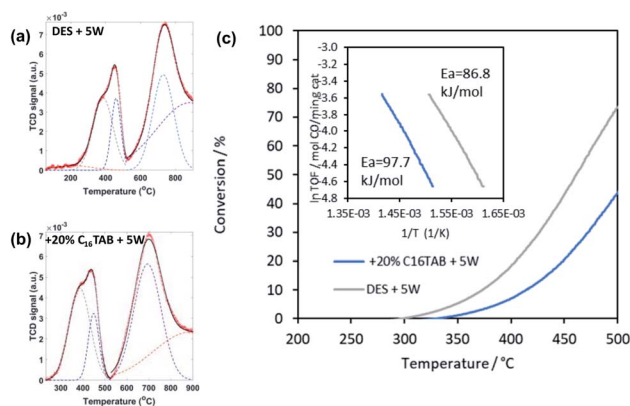 (a)
×10⁻³
DES + 5W
TCD signal (a.u.)
8
7
6
5
4
3
2
1
0
200 400 600 800
Temperature (°C)
(b)
×10⁻³
+20% C₁₆TAB + 5W
TCD signal (a.u.)
7
6
5
4
3
2
1
0
300 400 500 600 700 800 900
Temperature (°C)
(c)
Conversion / %
100
90
80
70
60
50
40
30
20
10
0
200 250 300 350 400 450 500
Temperature / °C
ln TOF / mol CO/min.g cat
-3.0
-3.2
-3.4
-3.6
-3.8
-4.0
-4.2
-4.4
-4.6
-4.8
Ea=86.8
kJ/mol
Ea=97.7
kJ/mol
1.35E-03 1.45E-03 1.55E-03 1.65E-03
1/T (1/K)
+20% C16TAB + 5W
DES + 5W